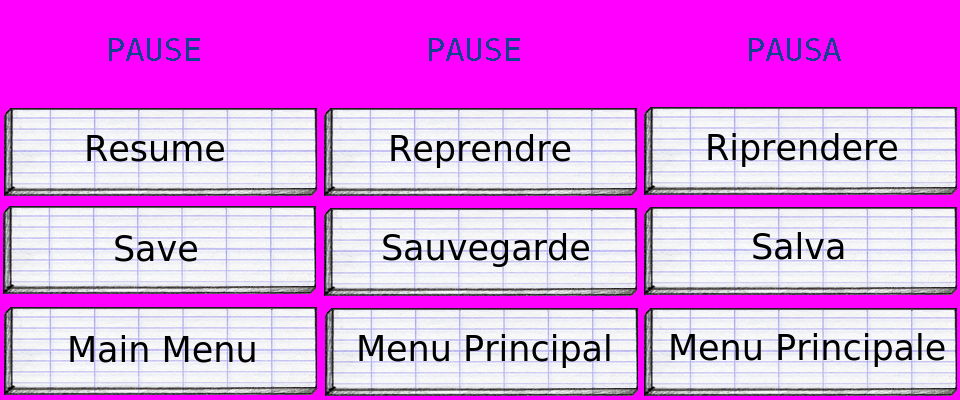 PAUSE PAUSE PAUSA
Resume Reprendre Riprendere
Save Sauvegarde Salva
Main Menu Menu Principal Menu Principale